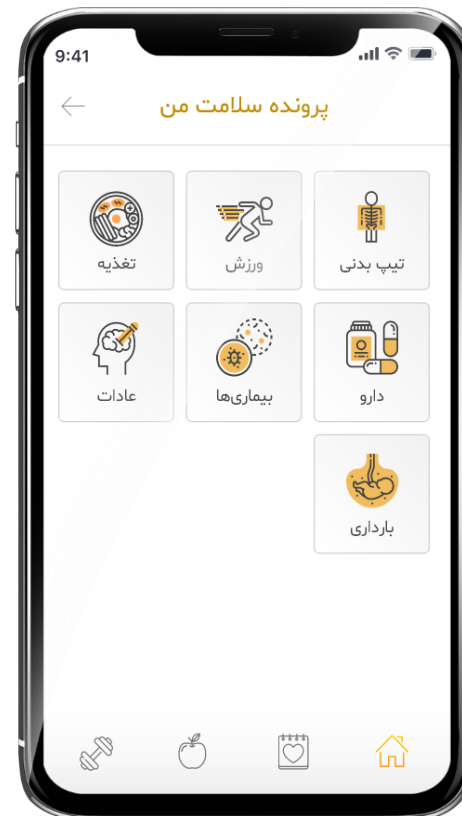 9:41
پرونده سلامت من
تیپ بدنی
ورزش
تغذیه
دارو
بیماری‌ها
عادات
بارداری